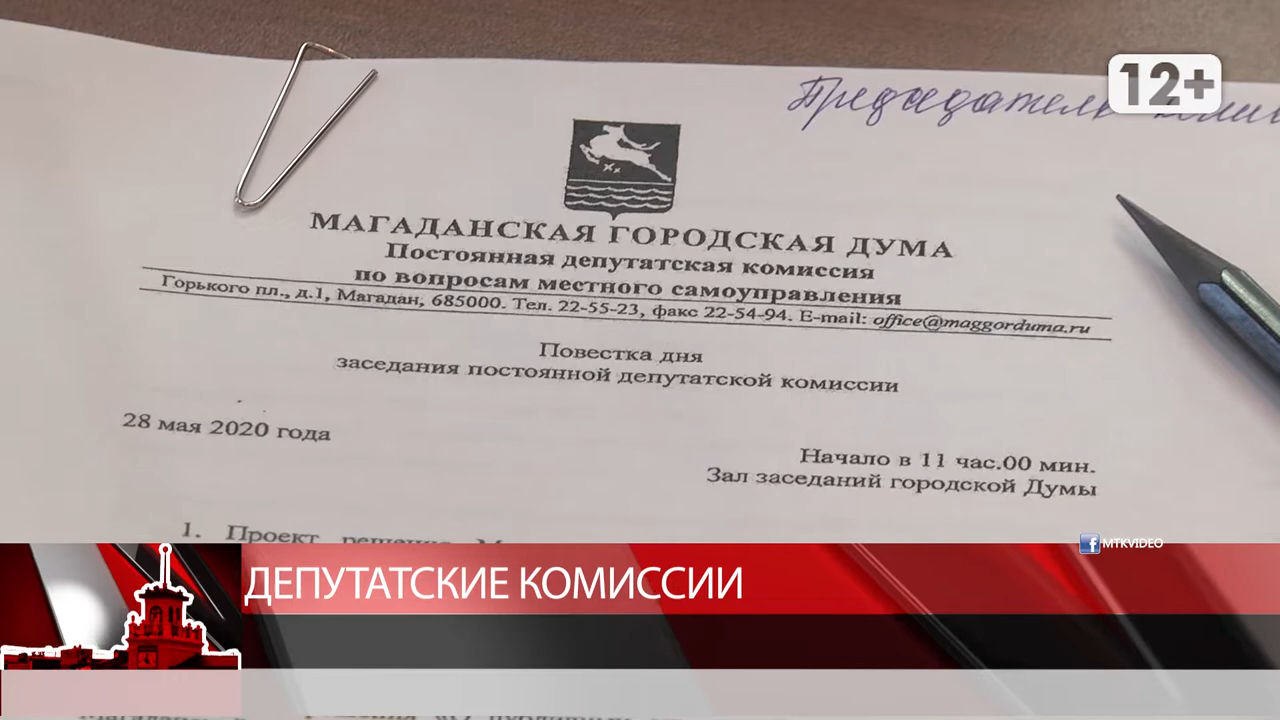 12+
Председатель
МАГАДАНСКАЯ ГОРОДСКАЯ ДУМА
Постоянная депутатская комиссия
по вопросам местного самоуправления
Горького пл., д.1, Магадан, 685000. Тел. 22-55-23, факс 22-54-94. E-mail: office@maggorduma.ru
Повестка дня
заседания постоянной депутатской комиссии
28 мая 2020 года
Начало в 11 час.00 мин.
Зал заседаний городской Думы
1. Проект решения
MTKVIDEO
ДЕПУТАТСКИЕ КОМИССИИ